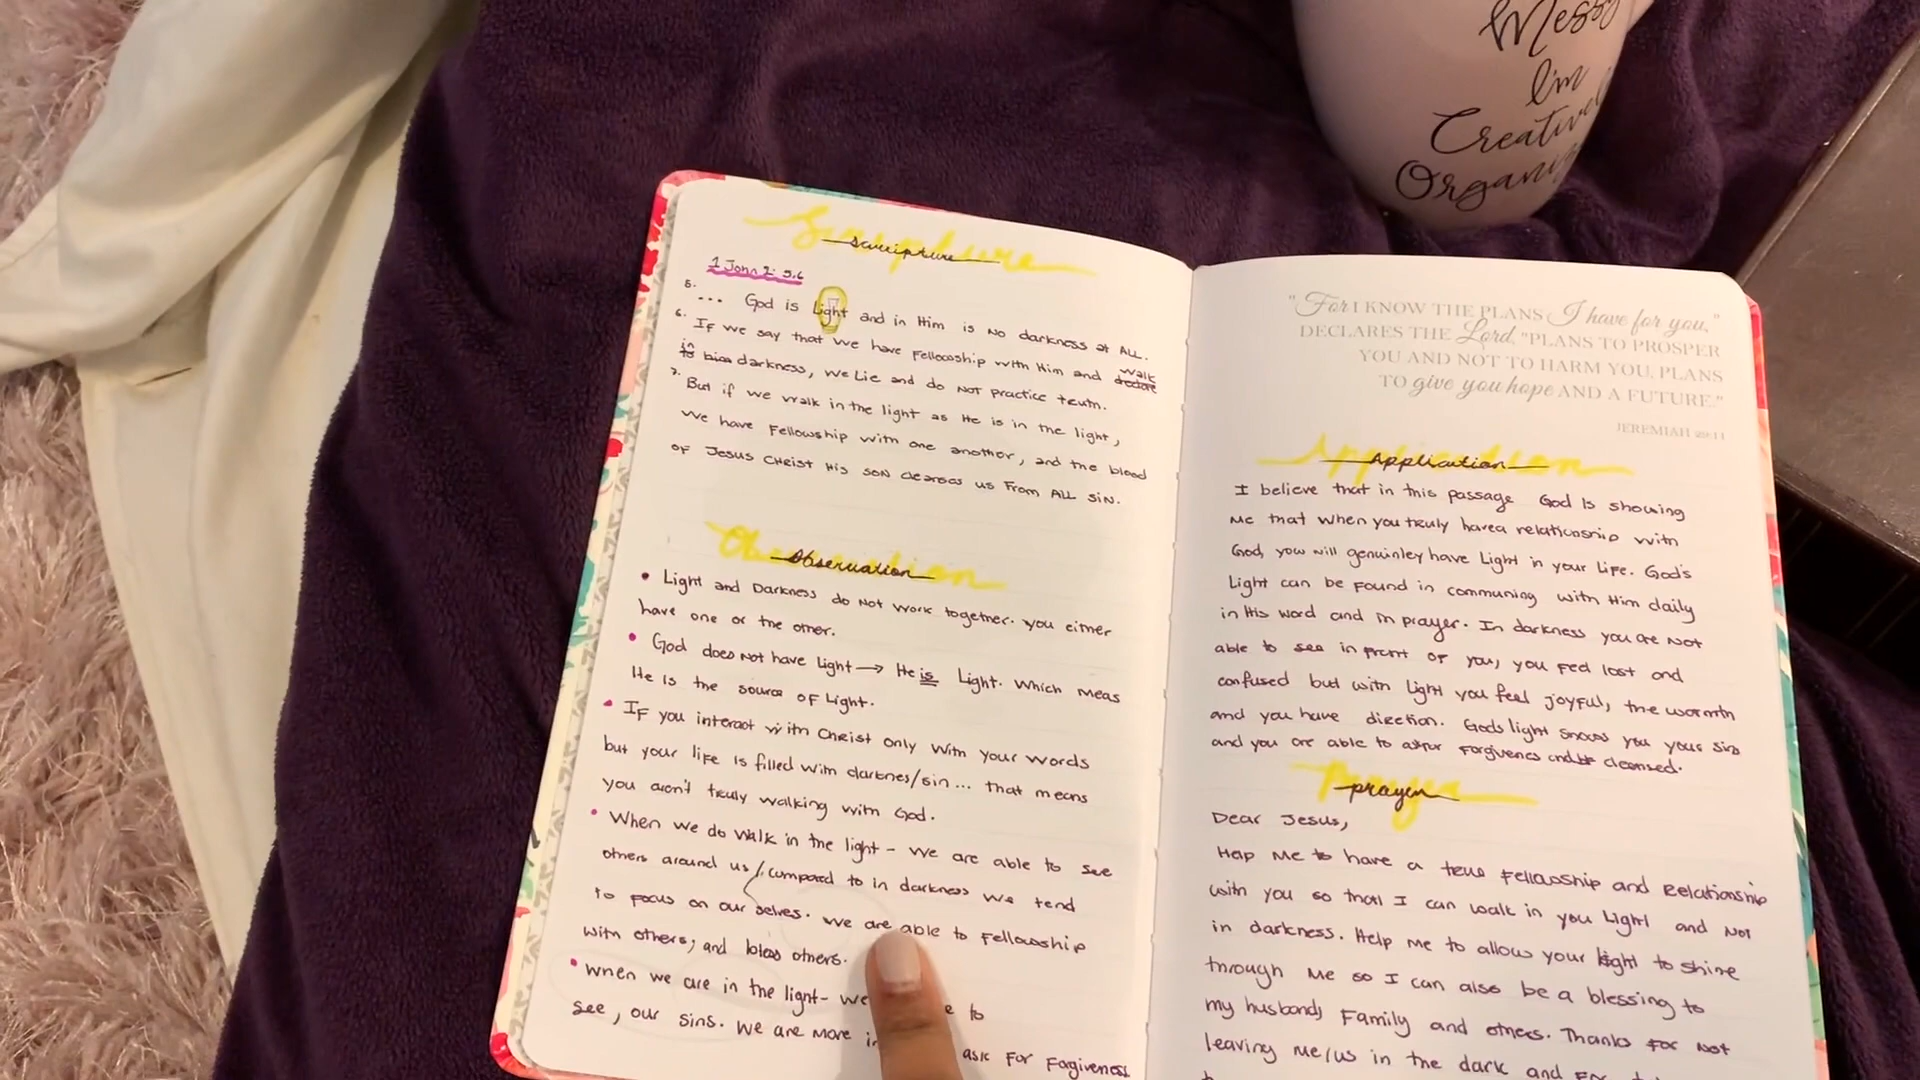 Messy
I'm
Creatively
Scripture
1 John 1: 5,6
5.
... God is Light and in Him is No darkness at ALL.
6. If we say that we have Fellowship with Him and walk
in darkness, we Lie and do Not practice truth.
7. But if we walk in the light as He is in the light,
we have Fellowship with one another, and the blood
of Jesus Christ His son cleanses us From ALL sin.
Observation
• Light and Darkness do Not work together. you either
have one or the other.
• God does Not have Light → He is Light. Which meas
He is the source of Light.
• If you interact with Christ only with your words
but your life is filled with darknes/sin... that means
you aren't truly walking with God.
• When we do walk in the light - we are able to see
others around us/compared to in darkness we tend
to focus on our selves. we are able to Fellowship
with others, and bless others.
• When we are in the light- we e to
see, our sins. We are more ask For Forgiveness
"For I KNOW THE PLANS I have for you,"
DECLARES THE Lord, "PLANS TO PROSPER
YOU AND NOT TO HARM YOU, PLANS
TO give you hope AND A FUTURE."
JEREMIAH 29:11
Application
I believe that in this passage God Is showing
me that when you truly have a relationship with
God, you will genuinley have Light in your Life. God's
Light can be found in communing with Him daily
in His word and in prayer. In darkness you are Not
able to see in front of you, you feel lost and
confused but with Light you feel joyful, the warmth
and you have direction. Gods light shows you your sins
and you are able to for Forgivenes and cleansed.
Prayer
Dear Jesus,
Help Me to have a true Fellowship and Relationship
with you so that I can walk in you Light and Not
in darkness. Help Me to allow your light to shine
through me so I can also be a blessing to
my husband, Family and others. Thanks for Not
leaving me/us in the dark and For